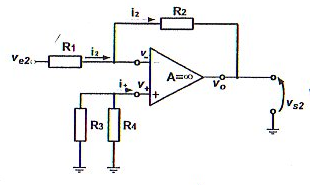 R2
i2
R1
ve2
i2
v-
-
A=∞
i+
v+
+
vo
R3
R4
vs2